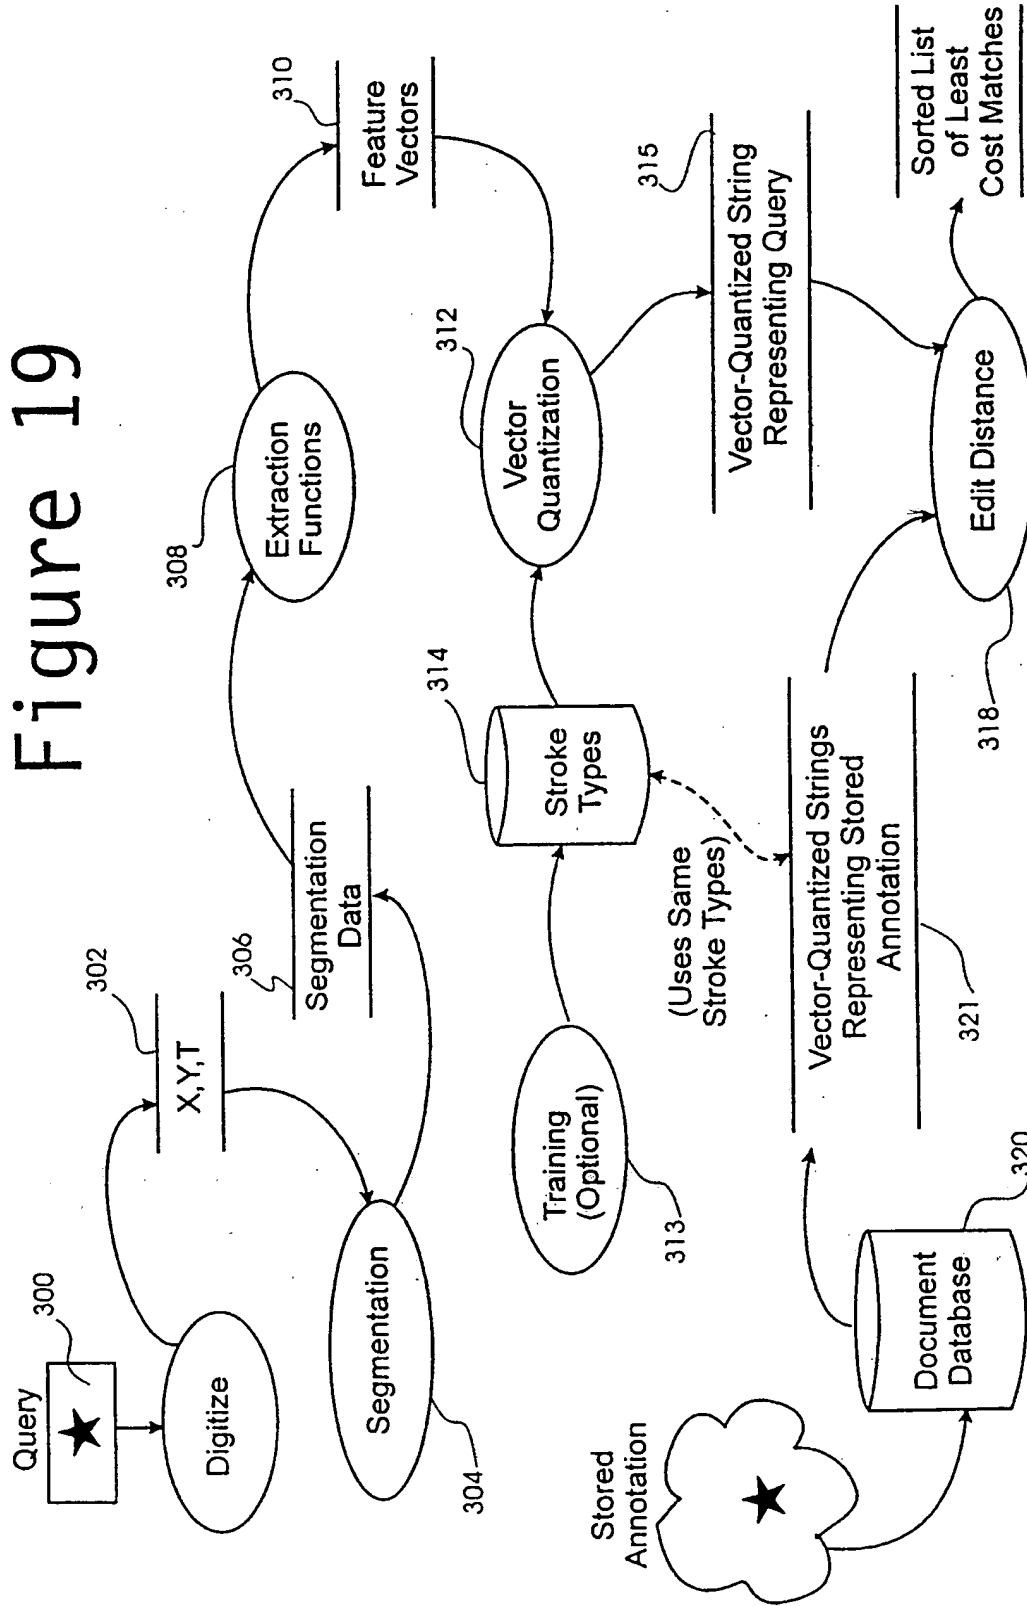 Figure 19
Query
300
Digitize
302
X,Y,T
Segmentation
304
306
Segmentation
Data
308
Extraction
Functions
310
Feature
Vectors
312
Vector
Quantization
314
Stroke
Types
Training
(Optional)
313
(Uses Same
Stroke Types)
315
Vector-Quantized String
Representing Query
Stored
Annotation
Document
Database
320
Vector-Quantized Strings
Representing Stored
Annotation
321
Edit Distance
318
Sorted List
of Least
Cost Matches